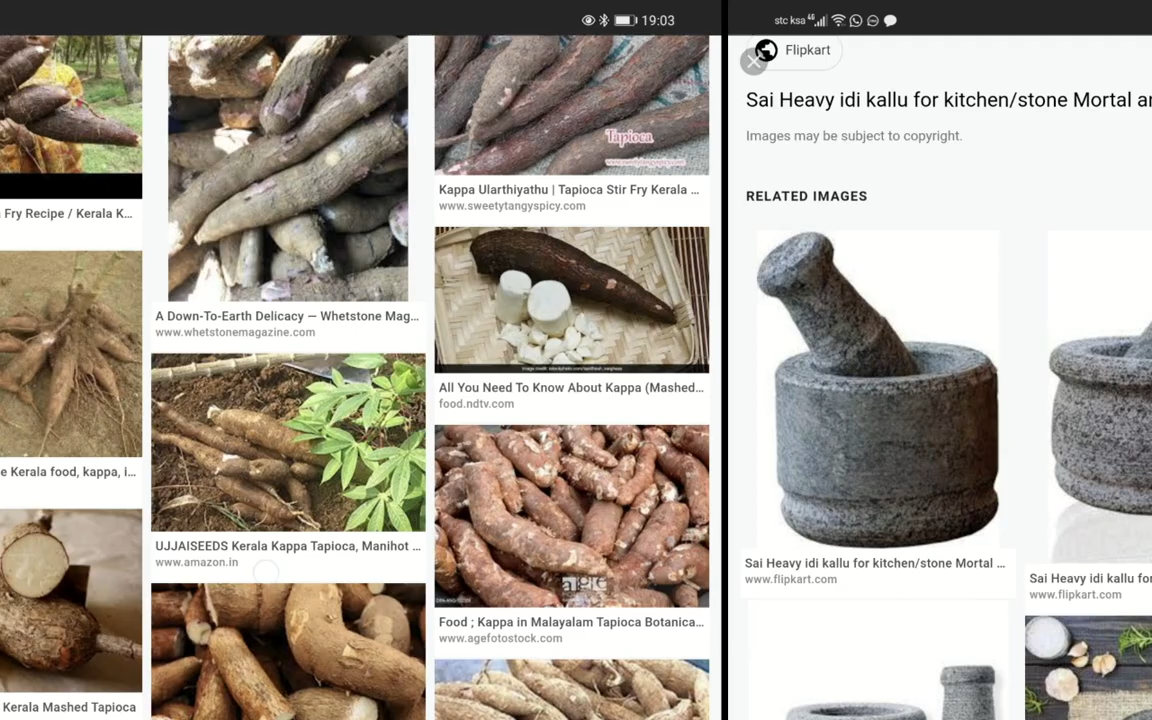 19:03
Fry Recipe / Kerala K...
e Kerala food, kappa, i...
Kerala Mashed Tapioca
A Down-To-Earth Delicacy — Whetstone Mag...
www.whetstonemagazine.com
UJJAISEEDS Kerala Kappa Tapioca, Manihot ...
www.amazon.in
Tapioca
www.sweetytangyspicy.com
Kappa Ularthiyathu | Tapioca Stir Fry Kerala ...
www.sweetytangyspicy.com
All You Need To Know About Kappa (Mashed...
food.ndtv.com
age
Food ; Kappa in Malayalam Tapioca Botanica...
www.agefotostock.com
stc ksa
Flipkart
Sai Heavy idi kallu for kitchen/stone Mortal a
Images may be subject to copyright.
RELATED IMAGES
Sai Heavy idi kallu for kitchen/stone Mortal ...
www.flipkart.com
Sai Heavy idi kallu fo
www.flipkart.com